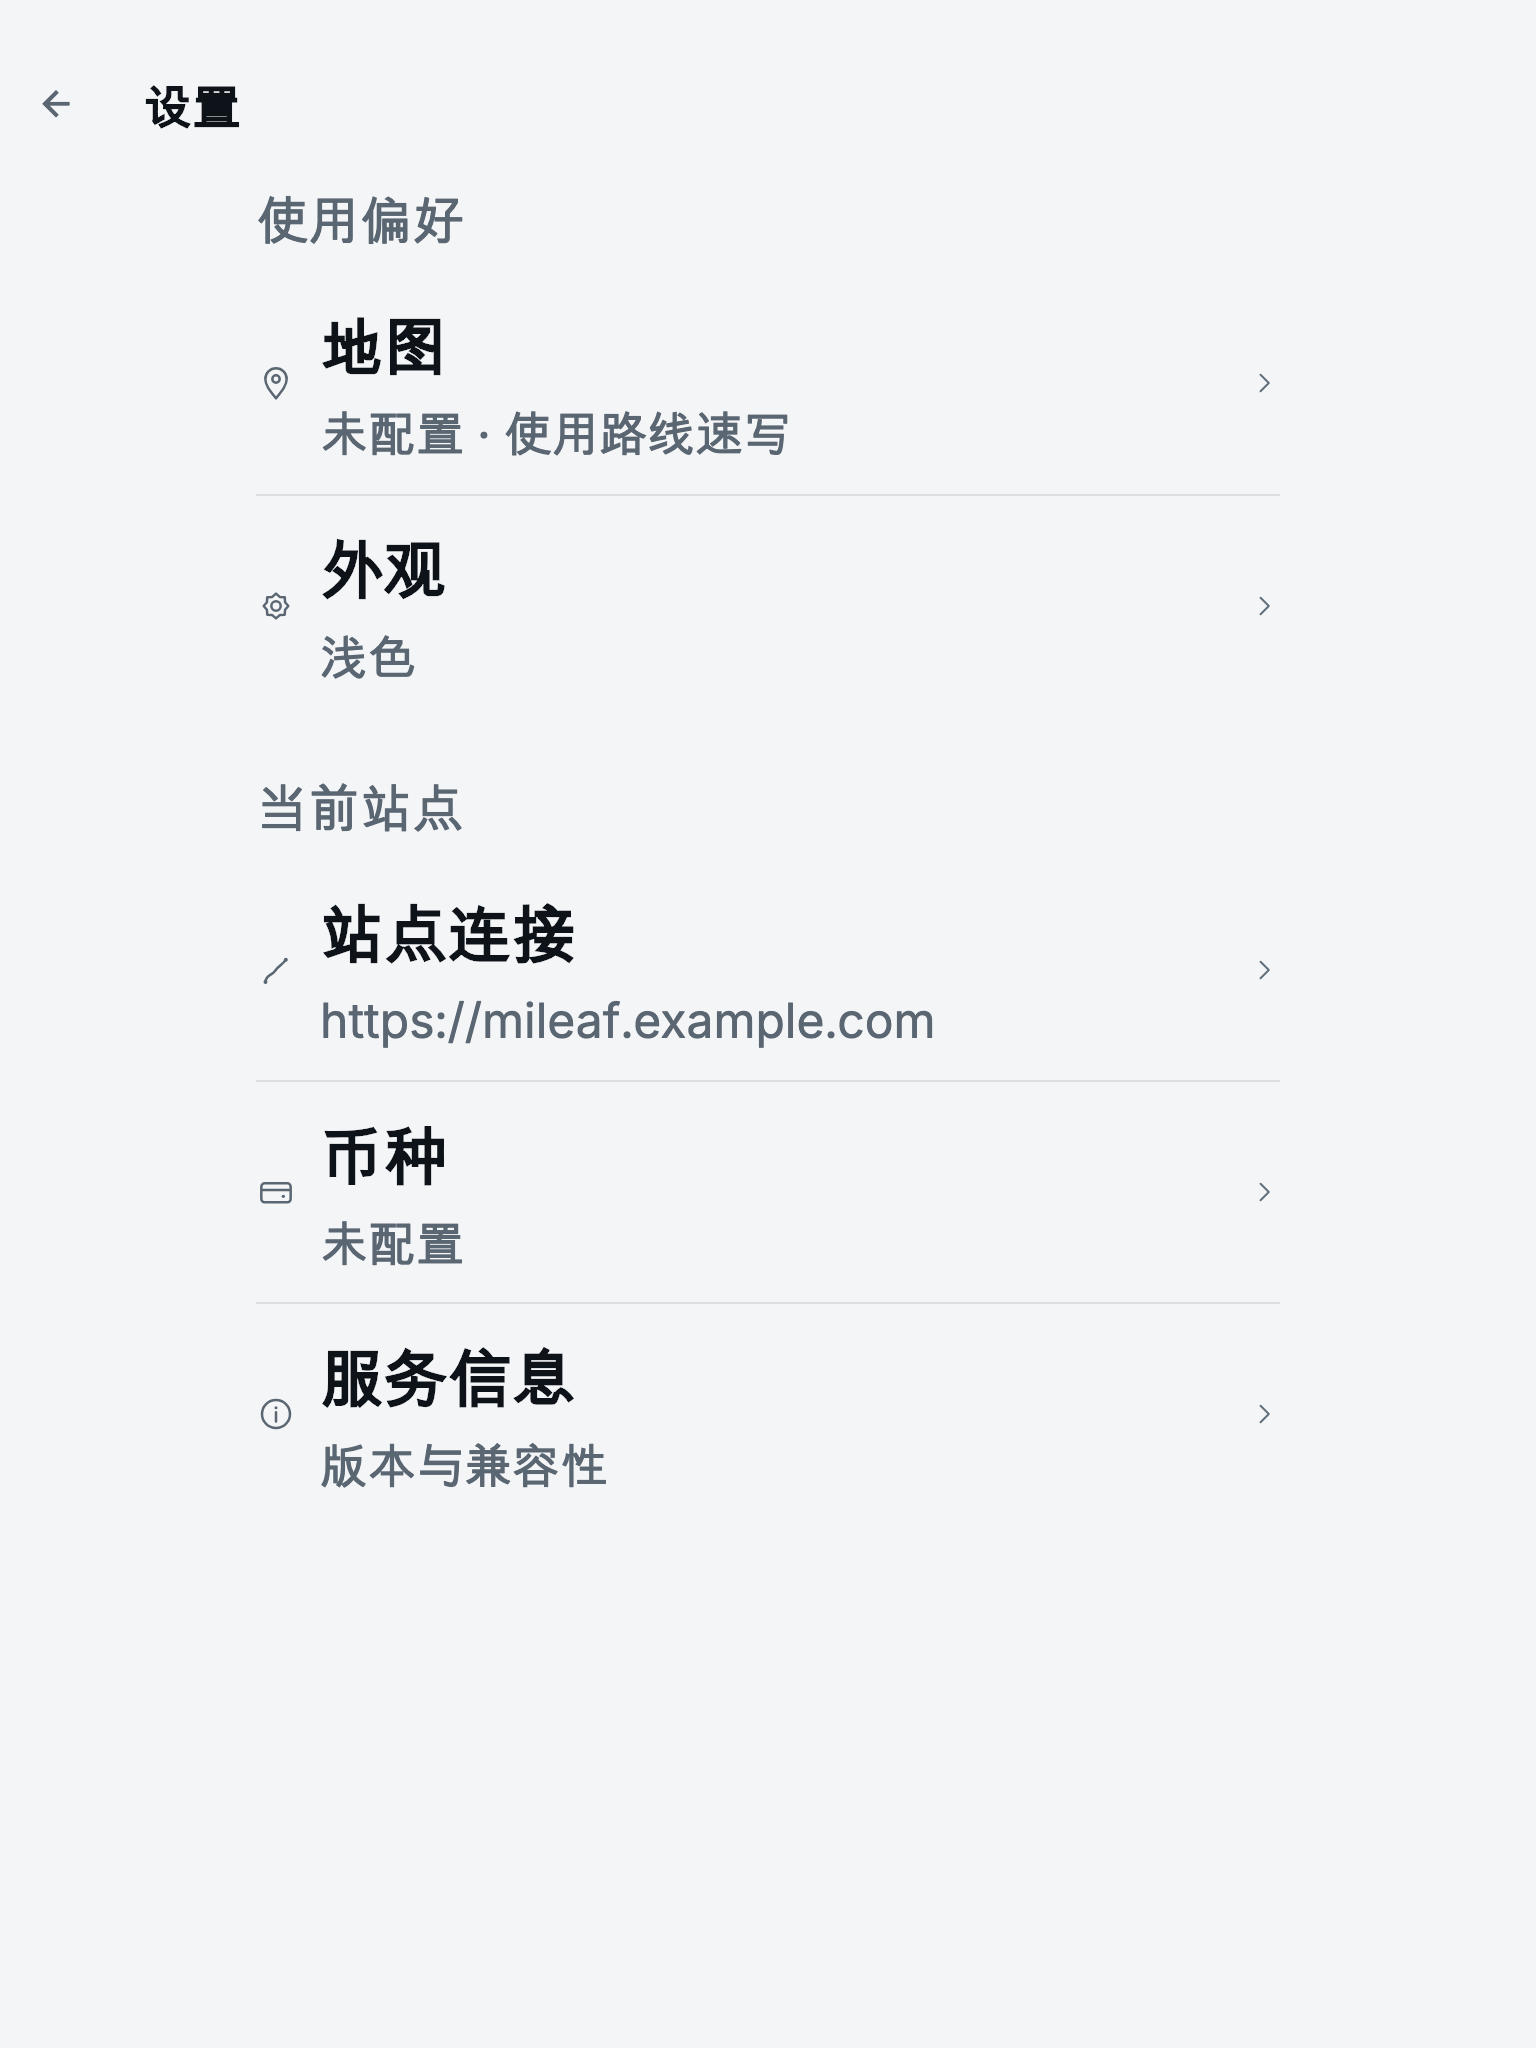 设置
使用偏好
地图
未配置 · 使用路线速写
外观
浅色
当前站点
站点连接
https://mileaf.example.com
币种
未配置
服务信息
版本与兼容性